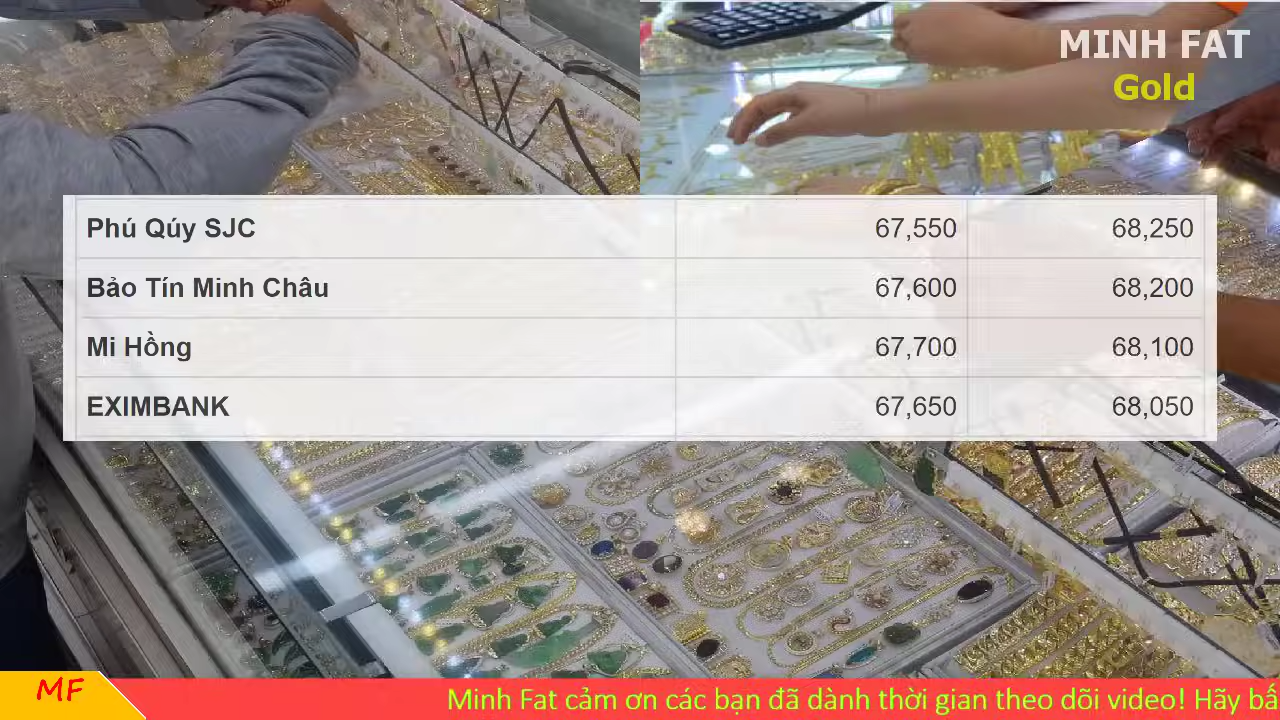 MINH FAT
Gold
Phú Qúy SJC 67,550 68,250
Bảo Tín Minh Châu 67,600 68,200
Mi Hồng 67,700 68,100
EXIMBANK 67,650 68,050
MF
Minh Fat cảm ơn các bạn đã dành thời gian theo dõi video! Hãy bấ